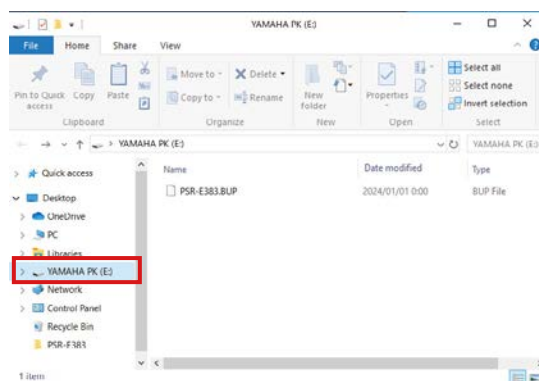 YAMAHA PK (E:)
File Home Share View
Pin to Quick access
Copy
Paste
Clipboard
Move to
Copy to
Delete
Rename
Organize
New folder
New
Properties
Open
Select all
Select none
Invert selection
Select
YAMAHA PK (E:)
YAMAHA PK (E:)
Quick access
Desktop
OneDrive
PC
Libraries
YAMAHA PK (E:)
Network
Control Panel
Recycle Bin
PSR-E383
Name Date modified Type
PSR-E383.BUP 2024/01/01 0:00 BUP File
1 item